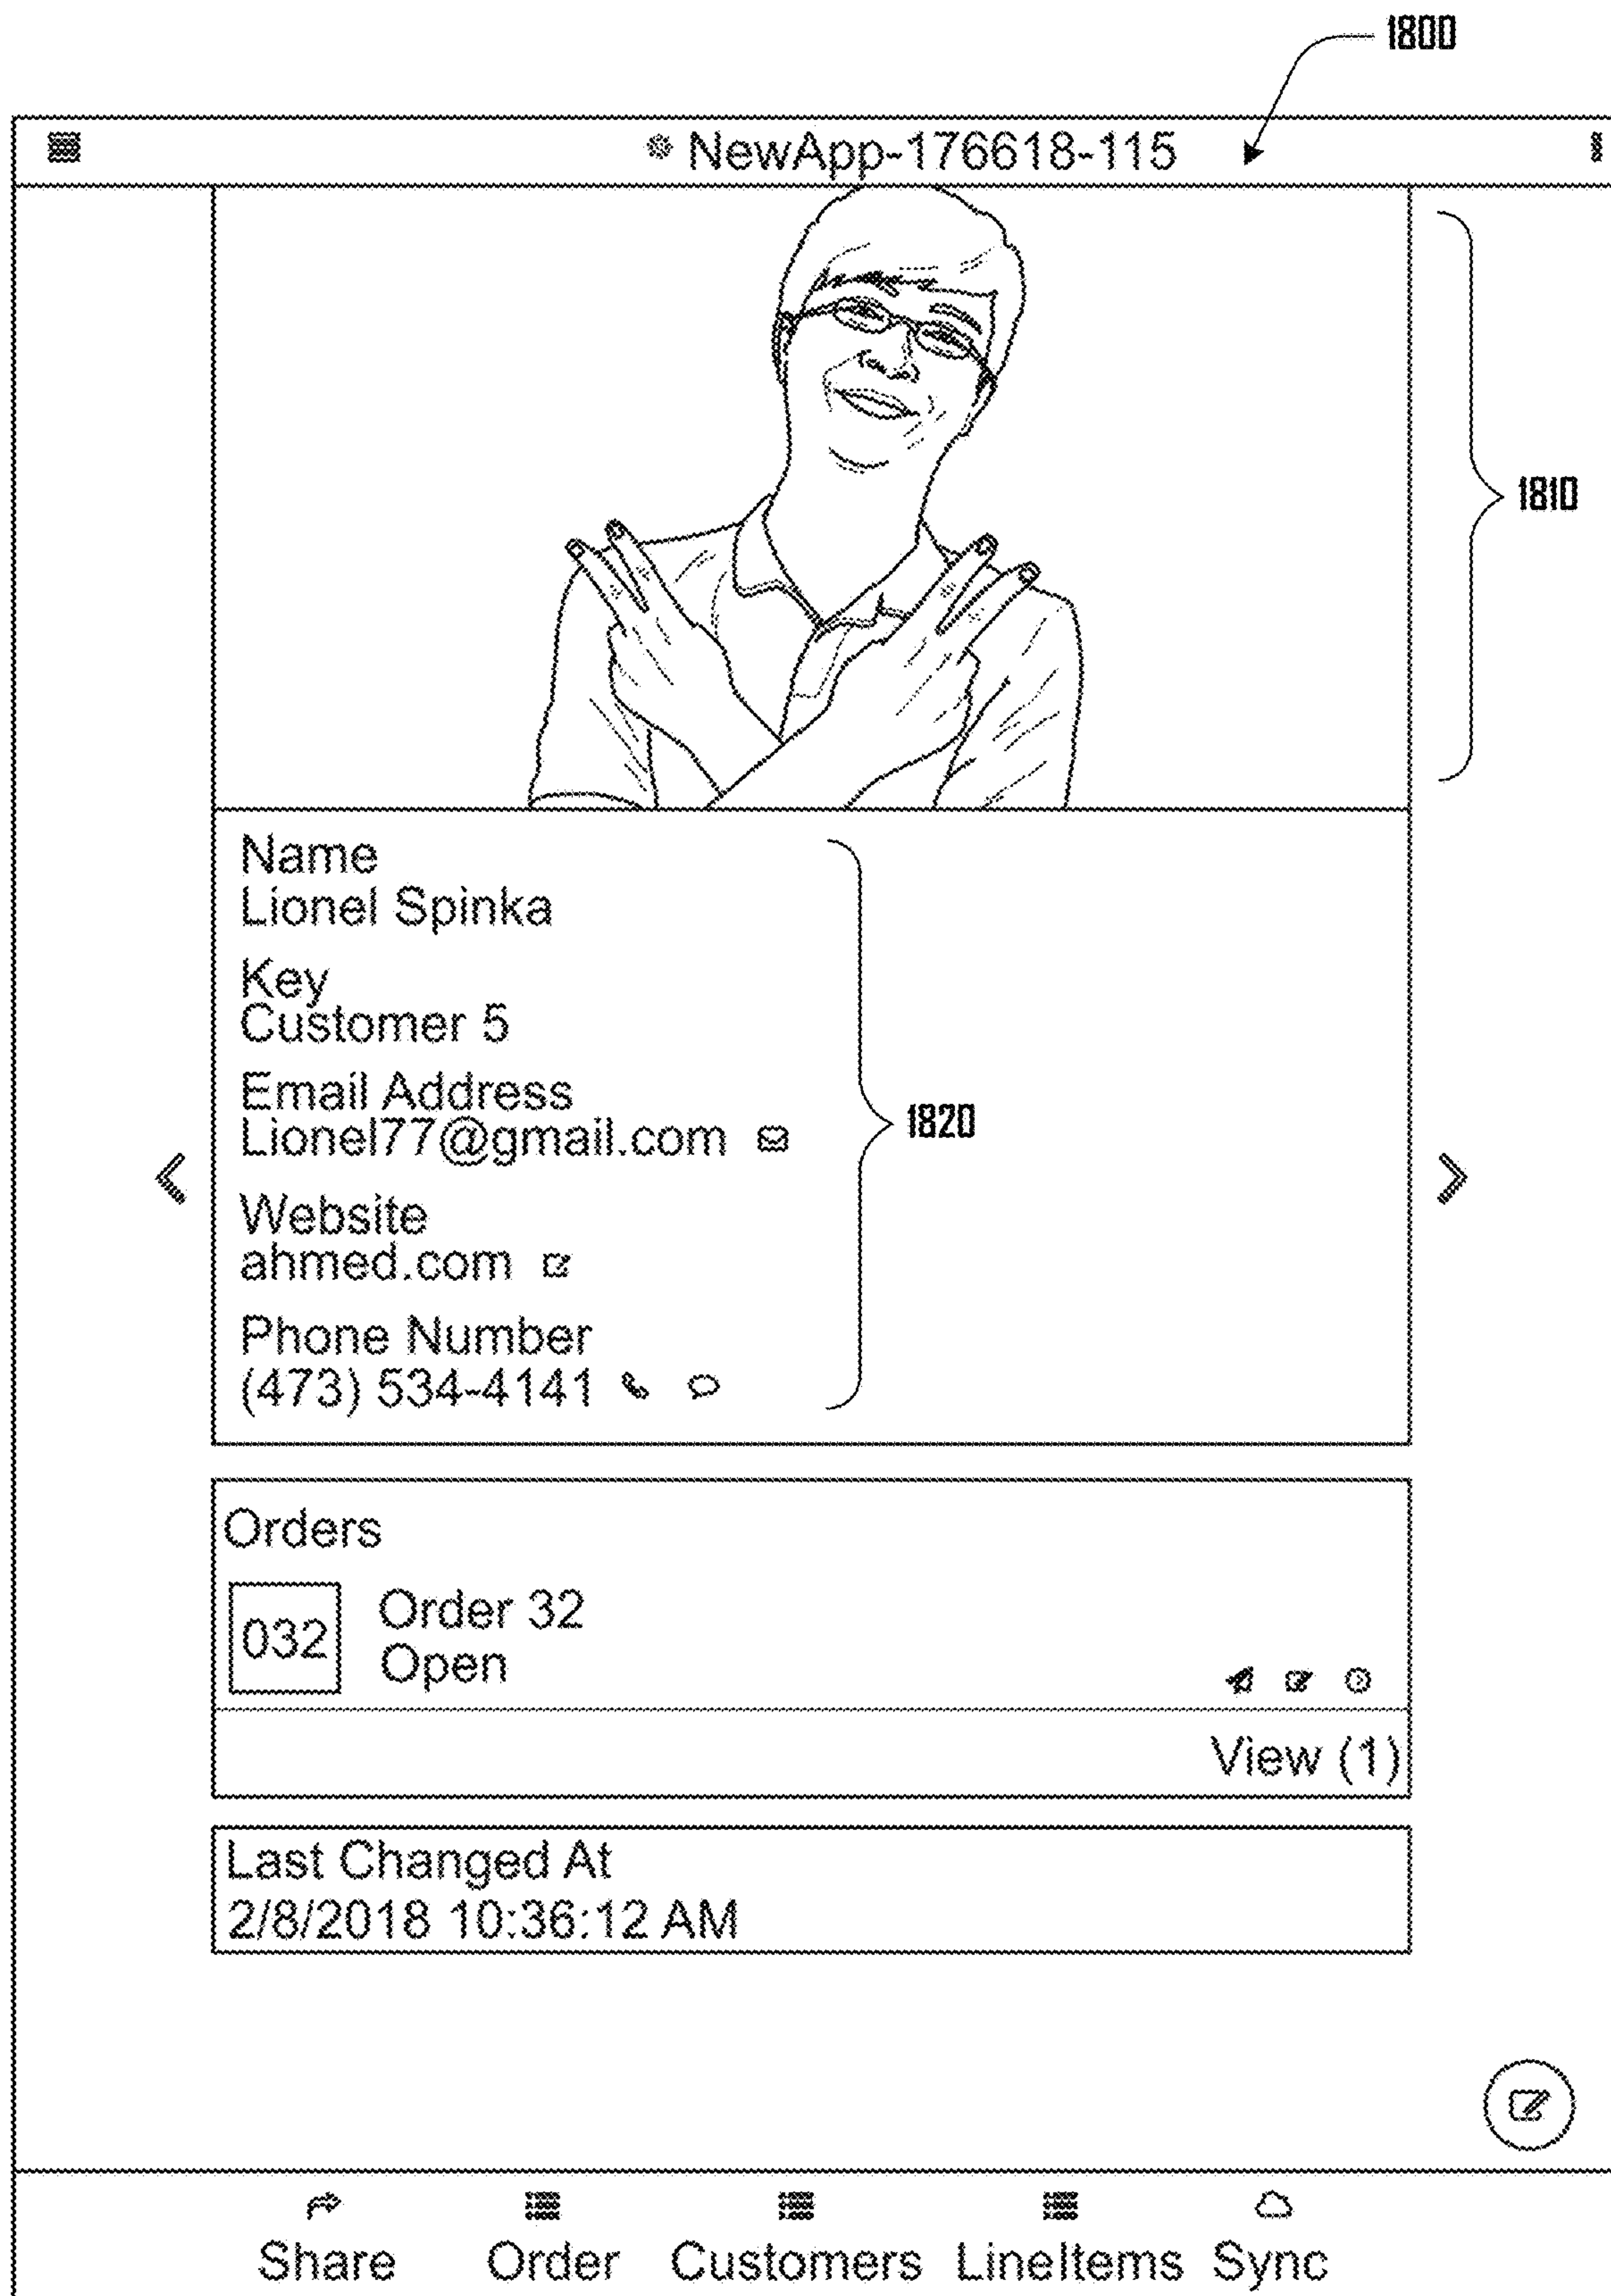 1800
NewApp-176618-115
1810
Name
Lionel Spinka
Key
Customer 5
Email Address
Lionel77@gmail.com
1820
Website
ahmed.com
Phone Number
(473) 534-4141
Orders
032
Order 32
Open
View (1)
Last Changed At
2/8/2018 10:36:12 AM
Share Order Customers LineItems Sync